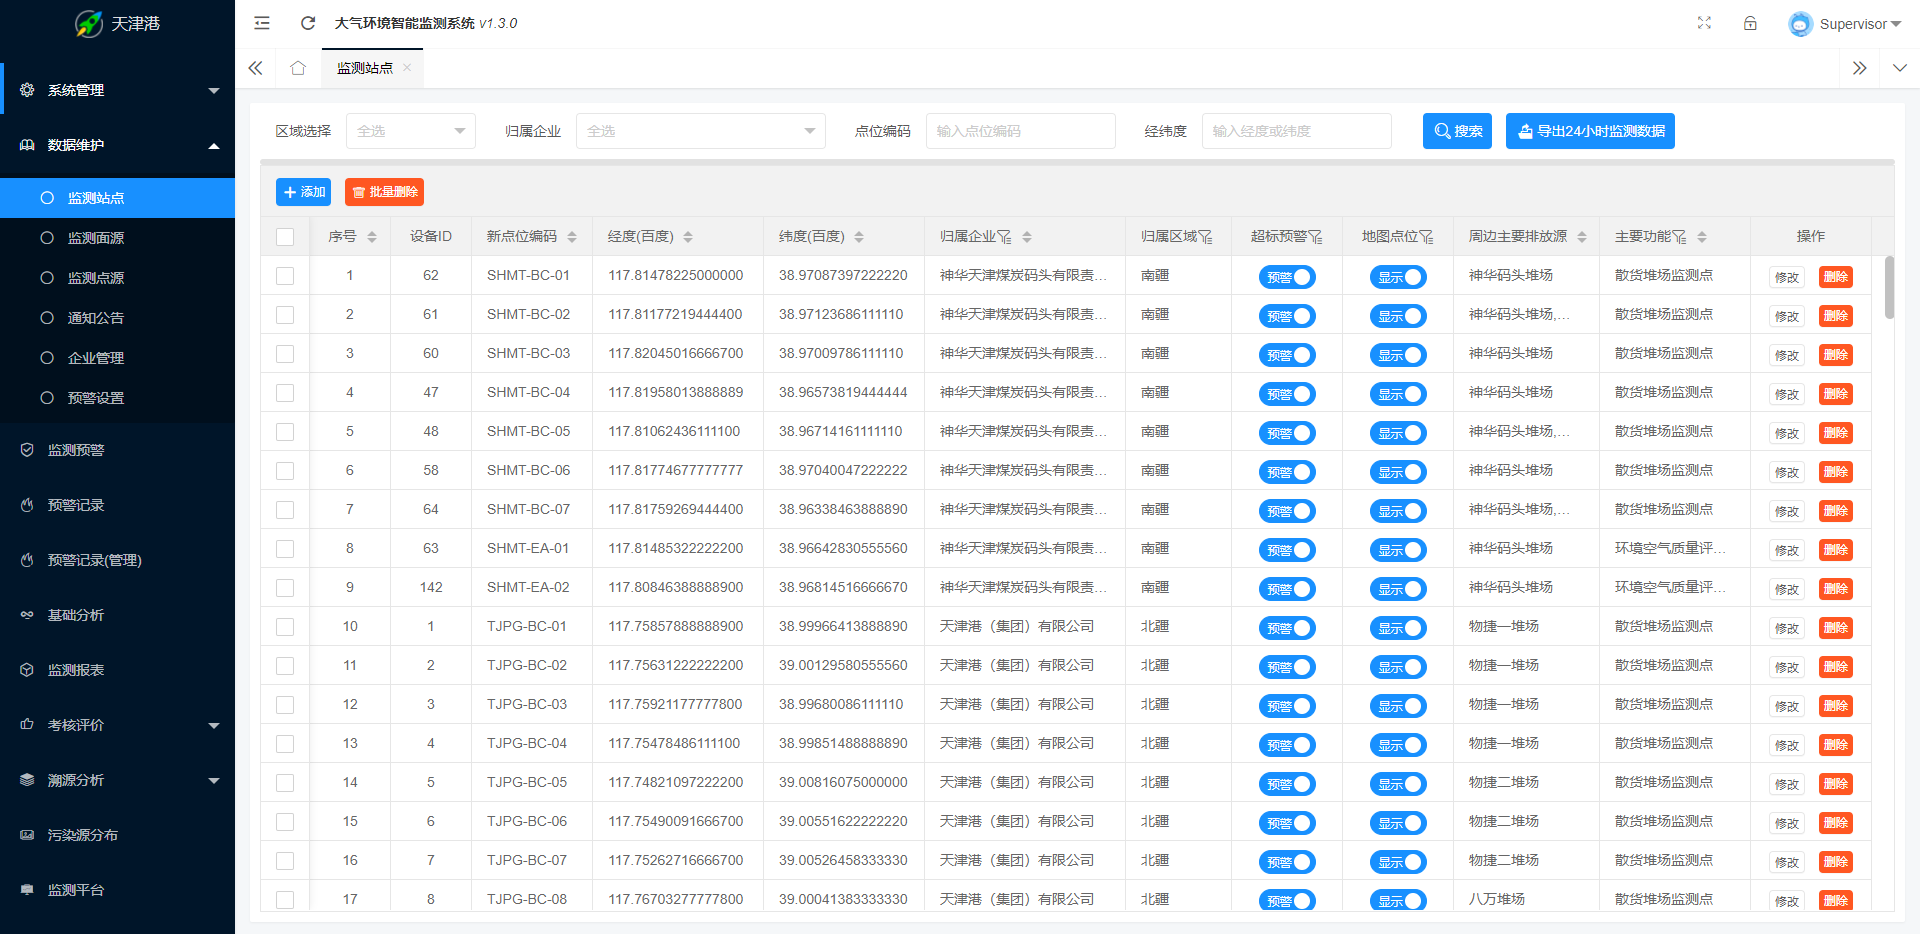 天津港
大气环境智能监测系统 v1.3.0
Supervisor
系统管理
数据维护
监测站点
监测面源
监测点源
通知公告
企业管理
预警设置
监测预警
预警记录
预警记录(管理)
基础分析
监测报表
考核评价
溯源分析
污染源分布
监测平台
监测站点
区域选择 全选 归属企业 全选 点位编码 输入点位编码 经纬度 输入经度或纬度 搜索 导出24小时监测数据
添加 批量删除
序号 设备ID 新点位编码 经度(百度) 纬度(百度) 归属企业 归属区域 超标预警 地图点位 周边主要排放源 主要功能 操作
1 62 SHMT-BC-01 117.81478225000000 38.97087397222220 神华天津煤炭码头有限责... 南疆 预警 显示 神华码头堆场 散货堆场监测点 修改 删除
2 61 SHMT-BC-02 117.81177219444400 38.97123686111110 神华天津煤炭码头有限责... 南疆 预警 显示 神华码头堆场,... 散货堆场监测点 修改 删除
3 60 SHMT-BC-03 117.82045016666700 38.97009786111110 神华天津煤炭码头有限责... 南疆 预警 显示 神华码头堆场 散货堆场监测点 修改 删除
4 47 SHMT-BC-04 117.81958013888889 38.96573819444444 神华天津煤炭码头有限责... 南疆 预警 显示 神华码头堆场 散货堆场监测点 修改 删除
5 48 SHMT-BC-05 117.81062436111100 38.96714161111110 神华天津煤炭码头有限责... 南疆 预警 显示 神华码头堆场,... 散货堆场监测点 修改 删除
6 58 SHMT-BC-06 117.81774677777777 38.97040047222222 神华天津煤炭码头有限责... 南疆 预警 显示 神华码头堆场 散货堆场监测点 修改 删除
7 64 SHMT-BC-07 117.81759269444400 38.96338463888890 神华天津煤炭码头有限责... 南疆 预警 显示 神华码头堆场,... 散货堆场监测点 修改 删除
8 63 SHMT-EA-01 117.81485322222200 38.96642830555560 神华天津煤炭码头有限责... 南疆 预警 显示 神华码头堆场 环境空气质量评... 修改 删除
9 142 SHMT-EA-02 117.80846388888900 38.96814516666670 神华天津煤炭码头有限责... 南疆 预警 显示 神华码头堆场 环境空气质量评... 修改 删除
10 1 TJPG-BC-01 117.75857888888900 38.99966413888890 天津港（集团）有限公司 北疆 预警 显示 物捷一堆场 散货堆场监测点 修改 删除
11 2 TJPG-BC-02 117.75631222222200 39.00129580555560 天津港（集团）有限公司 北疆 预警 显示 物捷一堆场 散货堆场监测点 修改 删除
12 3 TJPG-BC-03 117.75921177777800 38.99680086111110 天津港（集团）有限公司 北疆 预警 显示 物捷一堆场 散货堆场监测点 修改 删除
13 4 TJPG-BC-04 117.75478486111100 38.99851488888890 天津港（集团）有限公司 北疆 预警 显示 物捷一堆场 散货堆场监测点 修改 删除
14 5 TJPG-BC-05 117.74821097222200 39.00816075000000 天津港（集团）有限公司 北疆 预警 显示 物捷二堆场 散货堆场监测点 修改 删除
15 6 TJPG-BC-06 117.75490091666700 39.00551622222220 天津港（集团）有限公司 北疆 预警 显示 物捷二堆场 散货堆场监测点 修改 删除
16 7 TJPG-BC-07 117.75262716666700 39.00526458333330 天津港（集团）有限公司 北疆 预警 显示 物捷二堆场 散货堆场监测点 修改 删除
17 8 TJPG-BC-08 117.76703277777800 39.00041383333330 天津港（集团）有限公司 北疆 预警 显示 八万堆场 散货堆场监测点 修改 删除